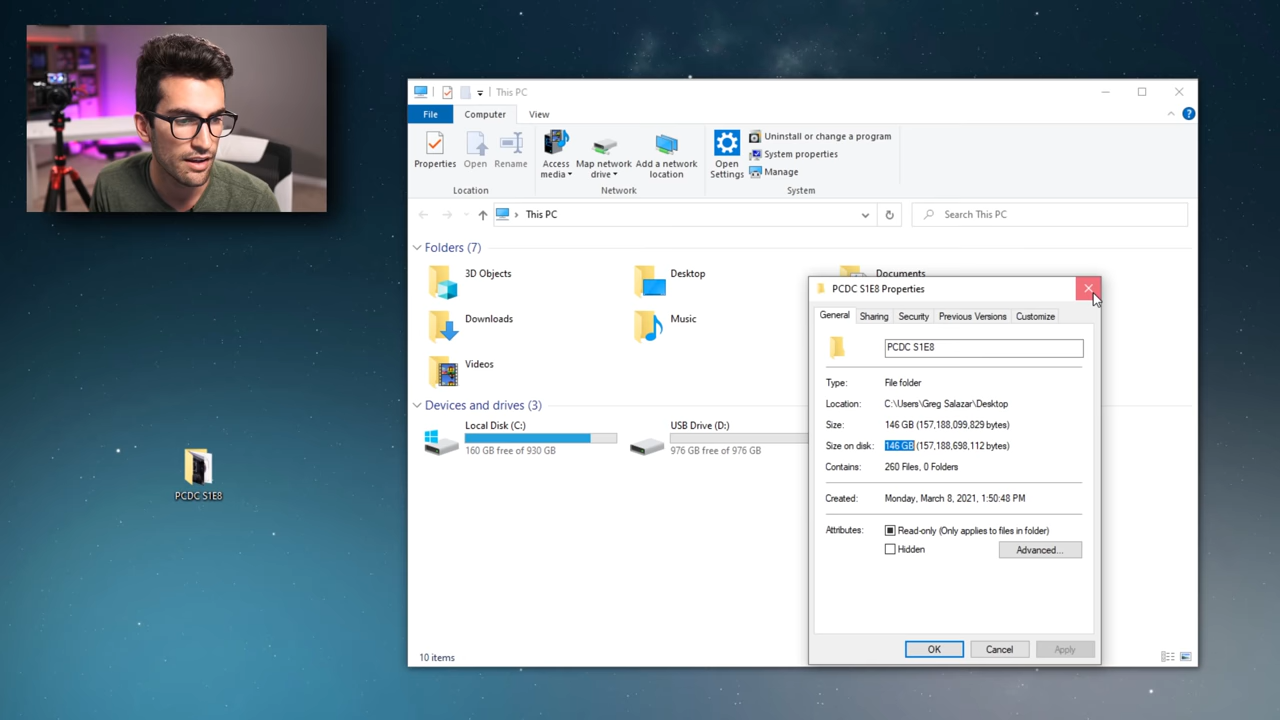 This PC
File Computer View
Properties Open Rename Access media Map network drive Add a network location Open Settings Uninstall or change a program
System properties
Manage
Location Network System
This PC Search This PC
Folders (7)
3D Objects Desktop Documents
Downloads Music
Videos
Devices and drives (3)
Local Disk (C:) USB Drive (D:)
160 GB free of 930 GB 976 GB free of 976 GB
10 items
PCDC S1E8
PCDC S1E8 Properties
General Sharing Security Previous Versions Customize
PCDC S1E8
Type: File folder
Location: C:\Users\Greg Salazar\Desktop
Size: 146 GB (157,188,099,829 bytes)
Size on disk: 146 GB (157,188,698,112 bytes)
Contains: 260 Files, 0 Folders
Created: Monday, March 8, 2021, 1:50:48 PM
Attributes: Read-only (Only applies to files in folder)
Hidden Advanced...
OK Cancel Apply